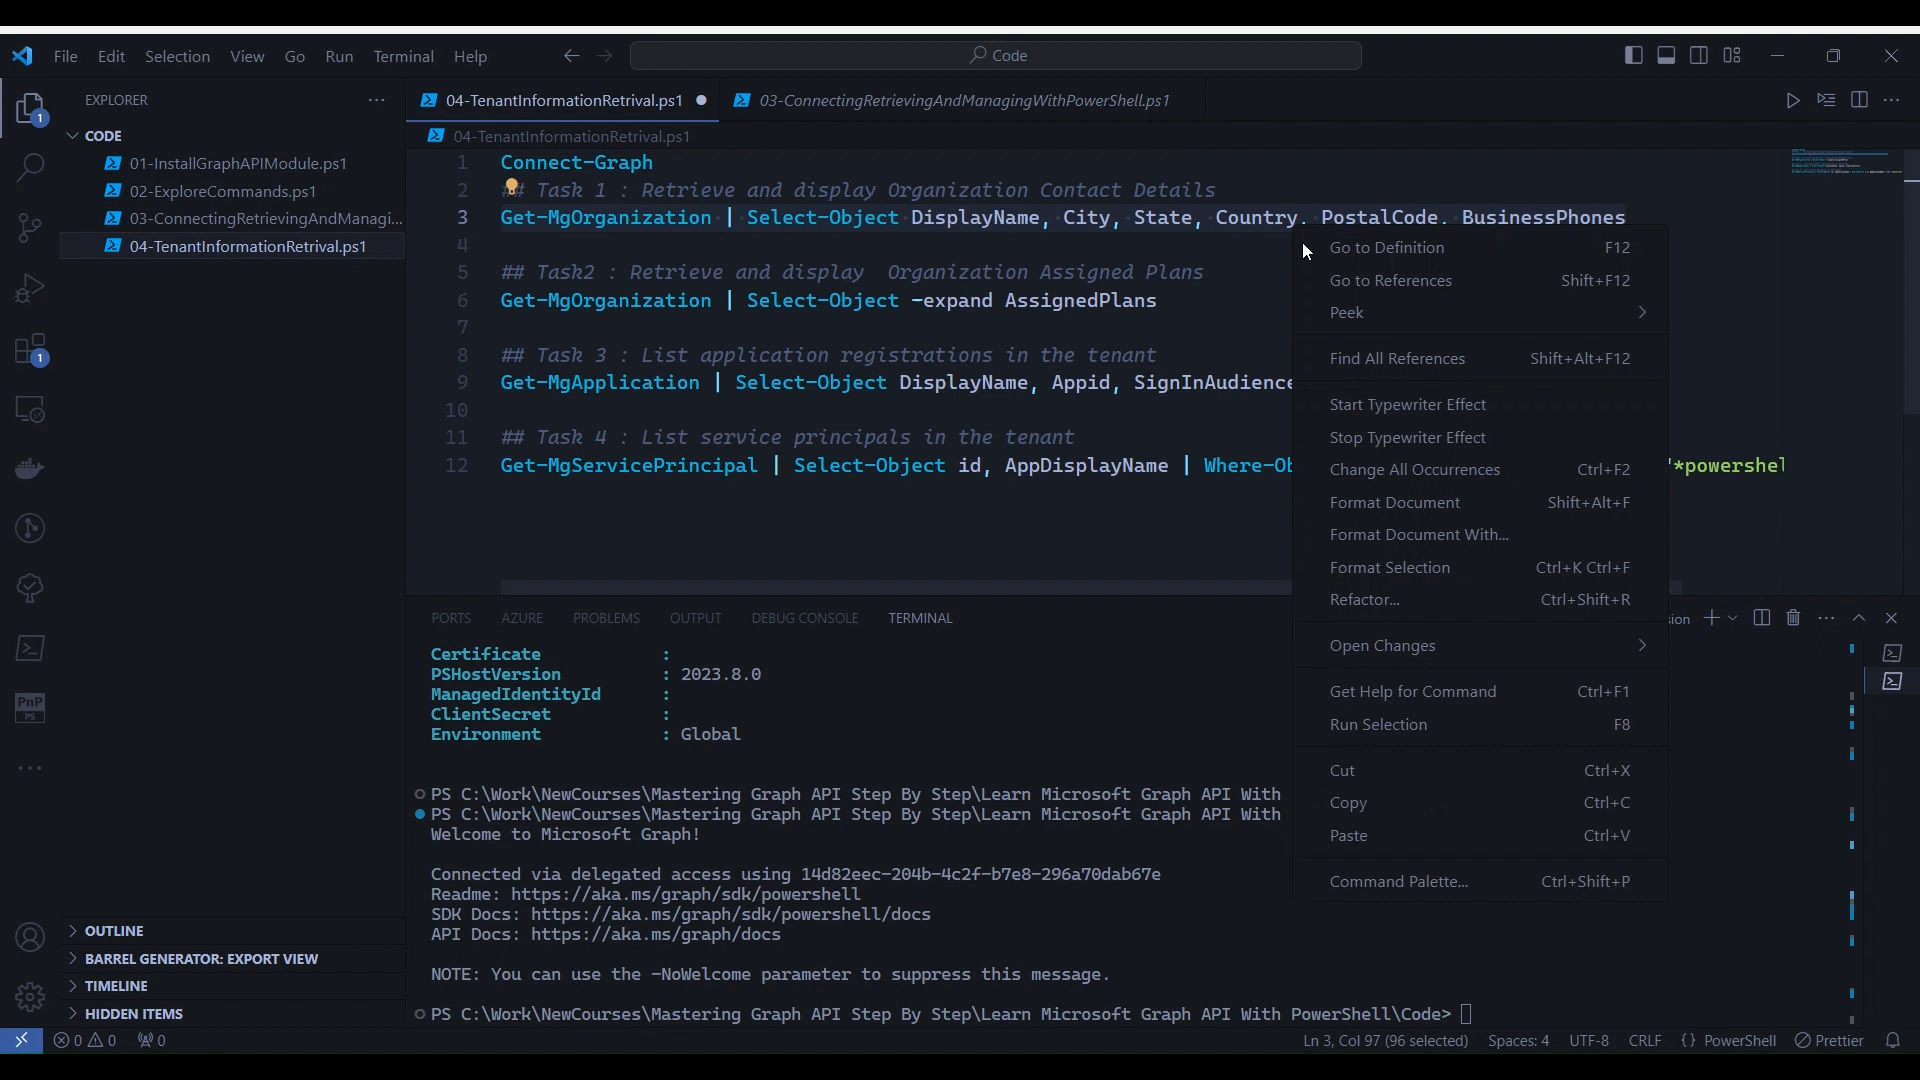 File Edit Selection View Go Run Terminal Help
Code
EXPLORER
04-TenantInformationRetrival.ps1
03-ConnectingRetrievingAndManagingWithPowerShell.ps1
CODE
04-TenantInformationRetrival.ps1
01-InstallGraphAPIModule.ps1
02-ExploreCommands.ps1
03-ConnectingRetrievingAndManagi...
04-TenantInformationRetrival.ps1
1
1
PnP
PS
1 Connect-Graph
2 ## Task 1 : Retrieve and display Organization Contact Details
3 Get-MgOrganization | Select-Object DisplayName, City, State, Country, PostalCode, BusinessPhones
4
5 ## Task2 : Retrieve and display  Organization Assigned Plans
6 Get-MgOrganization | Select-Object -expand AssignedPlans
7
8 ## Task 3 : List application registrations in the tenant
9 Get-MgApplication | Select-Object DisplayName, Appid, SignInAudience
10
11 ## Task 4 : List service principals in the tenant
12 Get-MgServicePrincipal | Select-Object id, AppDisplayName | Where-Ob
'*powershel
Go to Definition F12
Go to References Shift+F12
Peek
Find All References Shift+Alt+F12
Start Typewriter Effect
Stop Typewriter Effect
Change All Occurrences Ctrl+F2
Format Document Shift+Alt+F
Format Document With...
Format Selection Ctrl+K Ctrl+F
Refactor... Ctrl+Shift+R
Open Changes
Get Help for Command Ctrl+F1
Run Selection F8
Cut Ctrl+X
Copy Ctrl+C
Paste Ctrl+V
Command Palette... Ctrl+Shift+P
PORTS AZURE PROBLEMS OUTPUT DEBUG CONSOLE TERMINAL
sion
Certificate :
PSHostVersion : 2023.8.0
ManagedIdentityId :
ClientSecret :
Environment : Global
PS C:\Work\NewCourses\Mastering Graph API Step By Step\Learn Microsoft Graph API With
PS C:\Work\NewCourses\Mastering Graph API Step By Step\Learn Microsoft Graph API With
Welcome to Microsoft Graph!
Connected via delegated access using 14d82eec-204b-4c2f-b7e8-296a70dab67e
Readme: https://aka.ms/graph/sdk/powershell
SDK Docs: https://aka.ms/graph/sdk/powershell/docs
API Docs: https://aka.ms/graph/docs
NOTE: You can use the -NoWelcome parameter to suppress this message.
PS C:\Work\NewCourses\Mastering Graph API Step By Step\Learn Microsoft Graph API With PowerShell\Code>
OUTLINE
BARREL GENERATOR: EXPORT VIEW
TIMELINE
HIDDEN ITEMS
0 0 0
Ln 3, Col 97 (96 selected) Spaces: 4 UTF-8 CRLF {} PowerShell Prettier